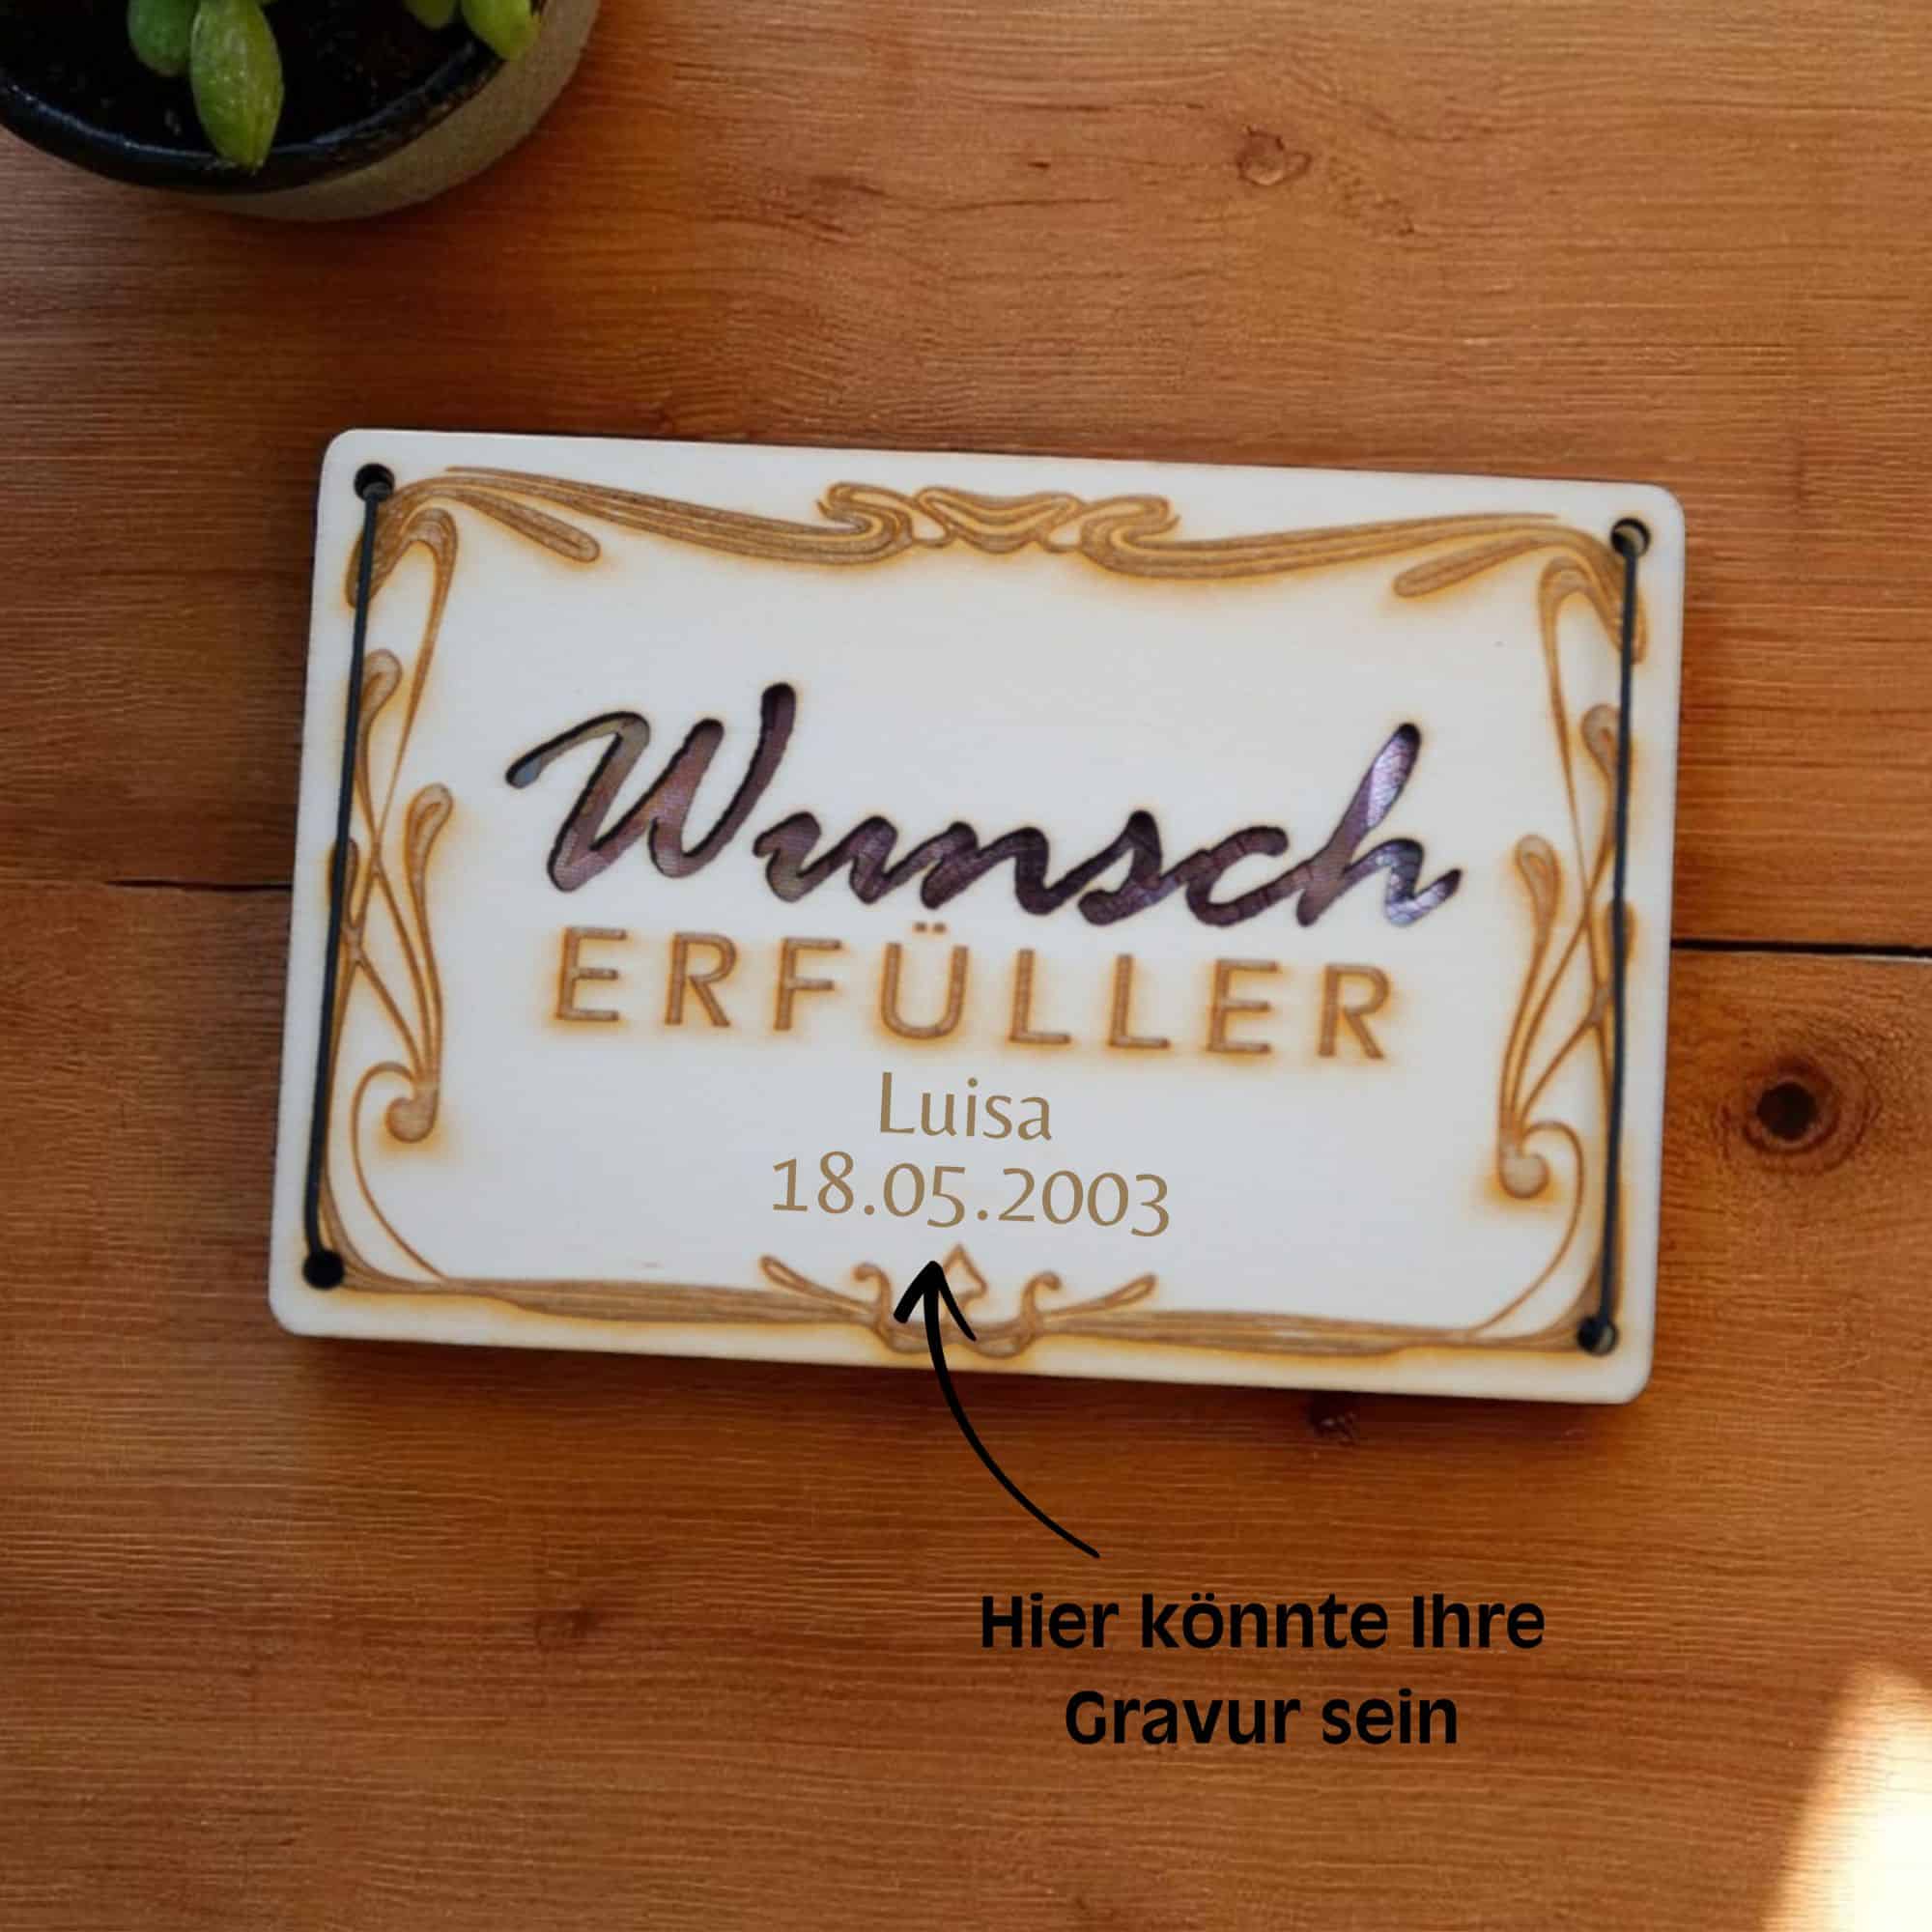 Wunsch
ERFÜLLER
Luisa
18.05.2003
Hier könnte Ihre
Gravur sein